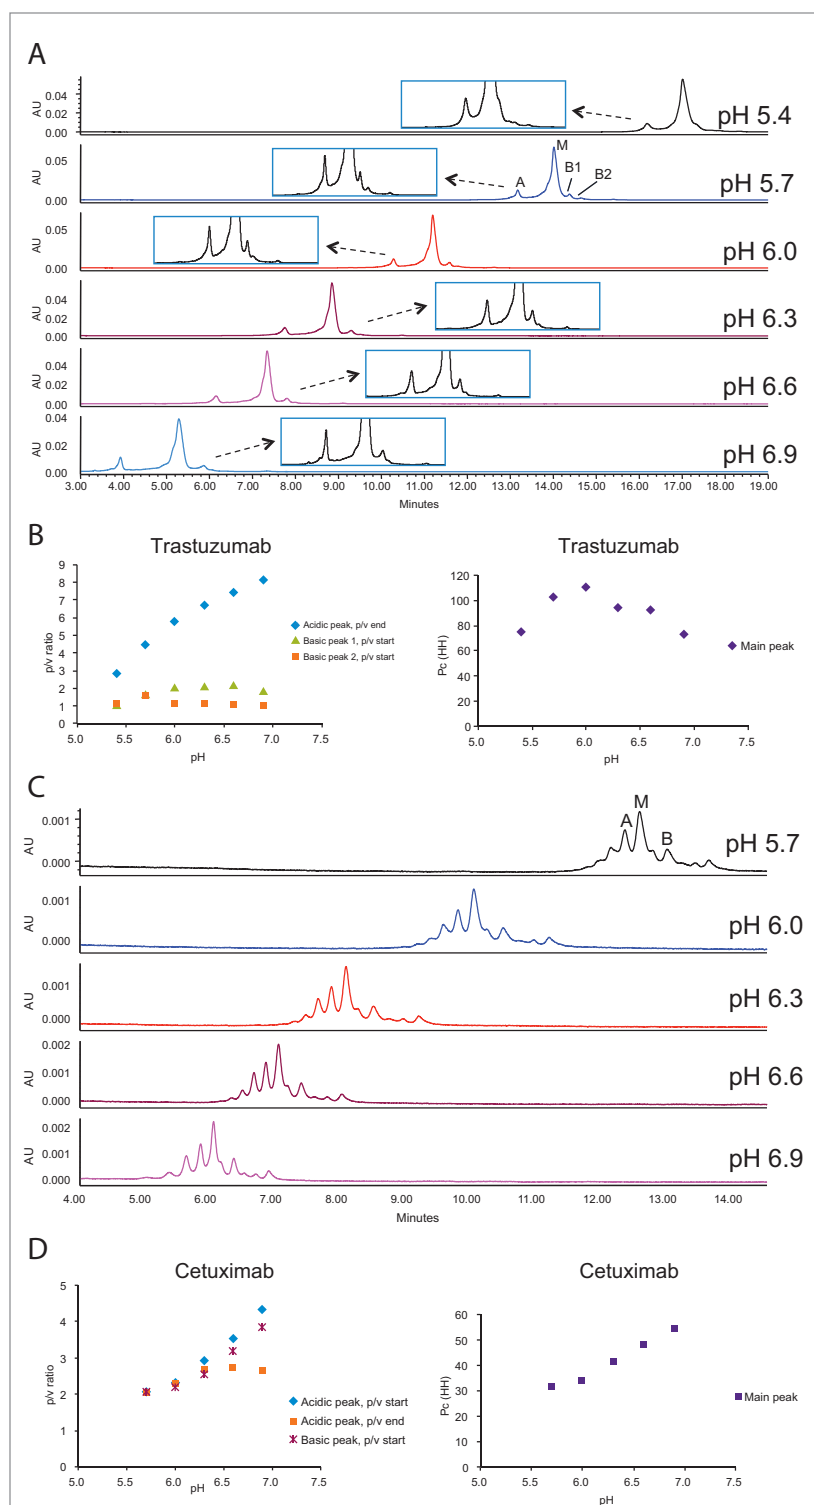 A
AU
0.04
0.00
pH 5.4
AU
0.05
0.00
A
M
B1
B2
pH 5.7
AU
0.05
0.00
pH 6.0
AU
0.04
0.02
0.00
pH 6.3
AU
0.04
0.02
0.00
pH 6.6
AU
0.04
0.02
0.00
pH 6.9
3.00 4.00 5.00 6.00 7.00 8.00 9.00 10.00 11.00 12.00 13.00 14.00 15.00 16.00 17.00 18.00 19.00
Minutes
B
Trastuzumab
p/v ratio
9
8
7
6
5
4
3
2
1
0
5.0 5.5 6.0 6.5 7.0 7.5
pH
Acidic peak, p/v end
Basic peak 1, p/v start
Basic peak 2, p/v start
Trastuzumab
Pc (HH)
120
100
80
60
40
20
0
5.0 5.5 6.0 6.5 7.0 7.5
pH
Main peak
C
AU
0.001
0.000
A
M
B
pH 5.7
AU
0.001
0.000
pH 6.0
AU
0.001
0.000
pH 6.3
AU
0.002
0.001
0.000
pH 6.6
AU
0.002
0.001
0.000
pH 6.9
4.00 5.00 6.00 7.00 8.00 9.00 10.00 11.00 12.00 13.00 14.00
Minutes
D
Cetuximab
p/v ratio
5
4
3
2
1
0
5.0 5.5 6.0 6.5 7.0 7.5
pH
Acidic peak, p/v start
Acidic peak, p/v end
Basic peak, p/v start
Cetuximab
Pc (HH)
60
50
40
30
20
10
0
5.0 5.5 6.0 6.5 7.0 7.5
pH
Main peak